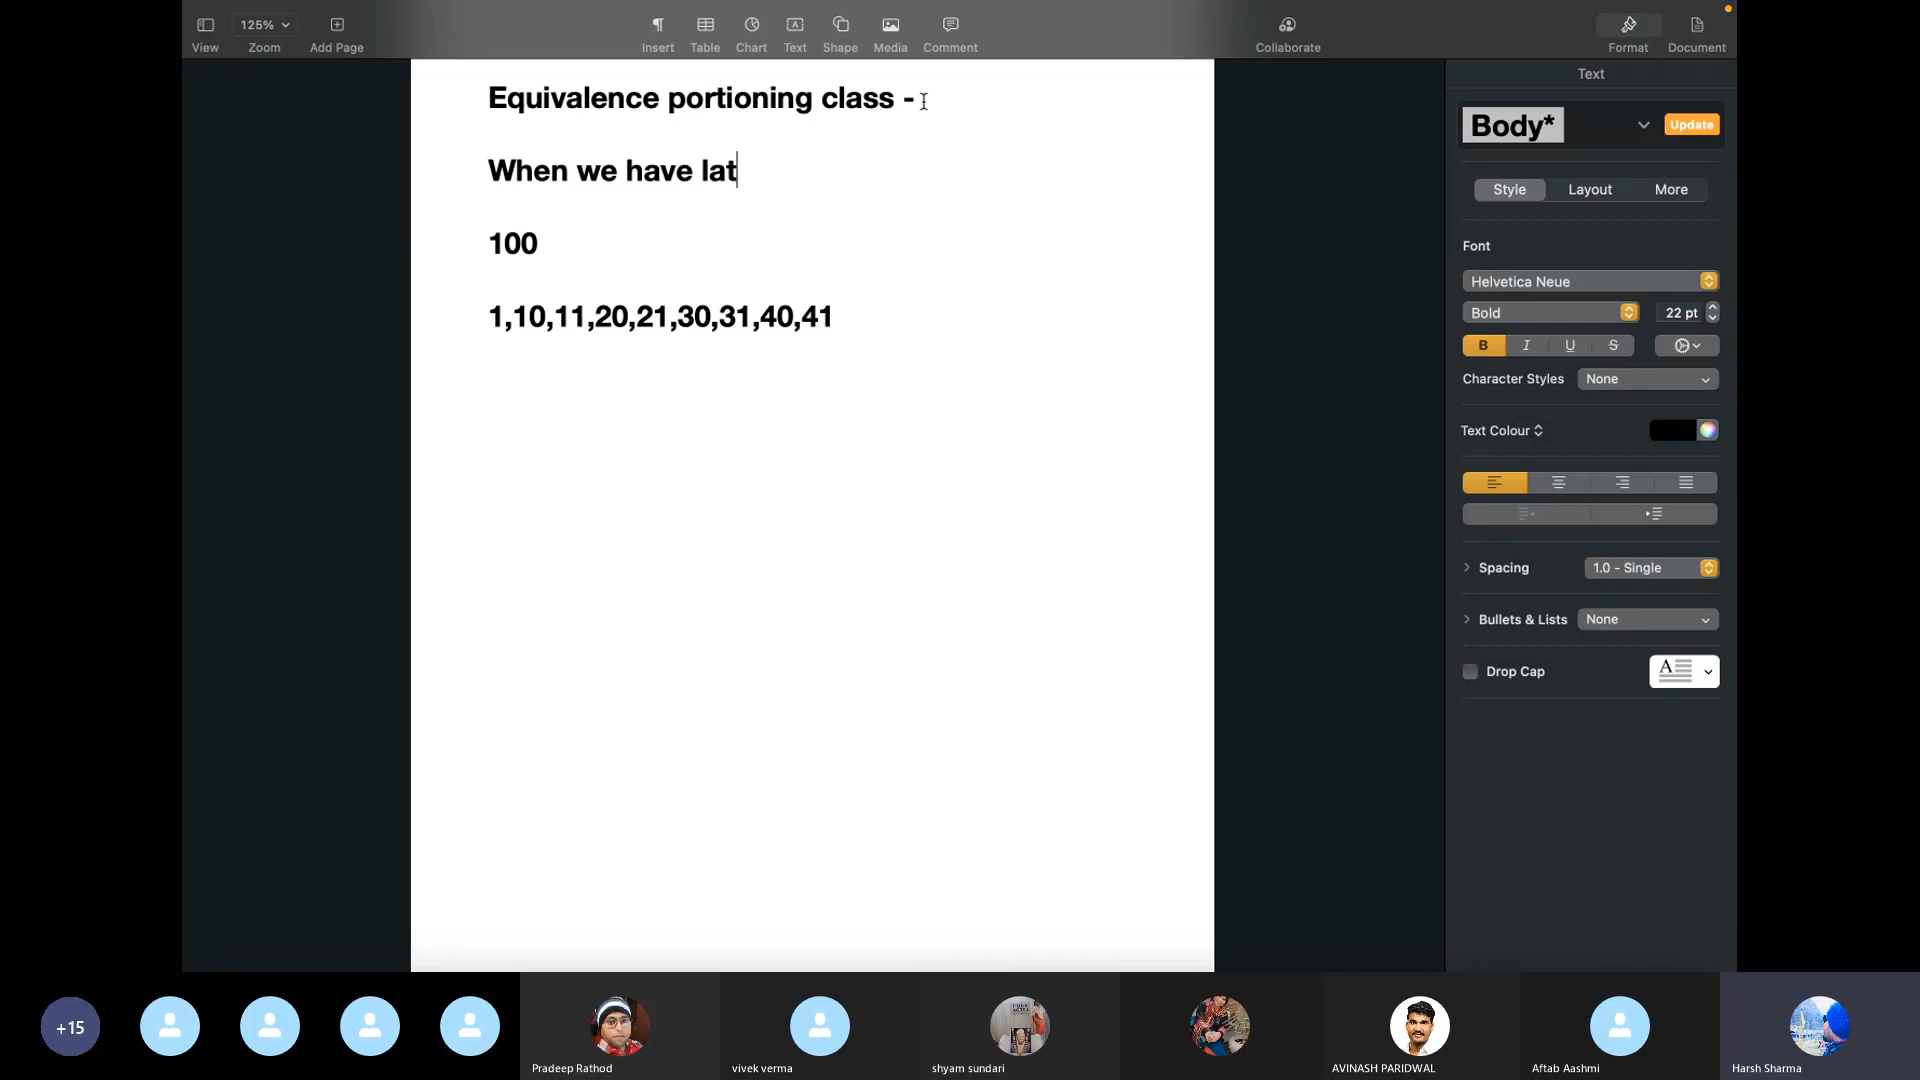 125%
View
Zoom
Add Page
Insert
Table
Chart
Text
Shape
Media
Comment
Collaborate
Format
Document
Equivalence portioning class -
When we have lat
100
1,10,11,20,21,30,31,40,41
Text
Body*
Update
Style
Layout
More
Font
Helvetica Neue
Bold
22 pt
B I U S
Character Styles
None
Text Colour
Spacing
1.0 - Single
Bullets & Lists
None
Drop Cap
A
+15
Pradeep Rathod
vivek verma
shyam sundari
AVINASH PARIDWAL
Aftab Aashmi
Harsh Sharma